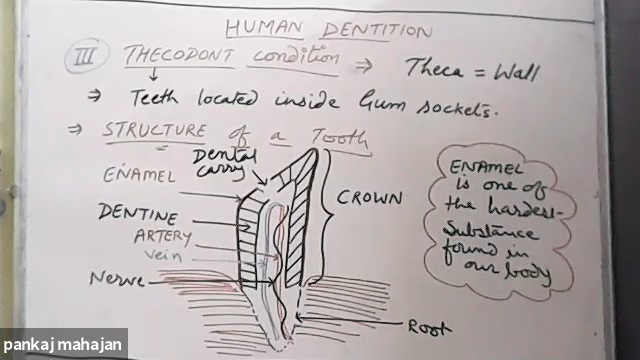 HUMAN DENTITION
III THECODONT condition ⇒ Theca = Wall
⇒ Teeth located inside Gum sockets.
⇒ STRUCTURE of a Tooth
Dental
carry
ENAMEL
CROWN
DENTINE
ARTERY
Vein
Nerve
Root
ENAMEL
is one of
the hardest
Substance
found in
our body
pankaj mahajan